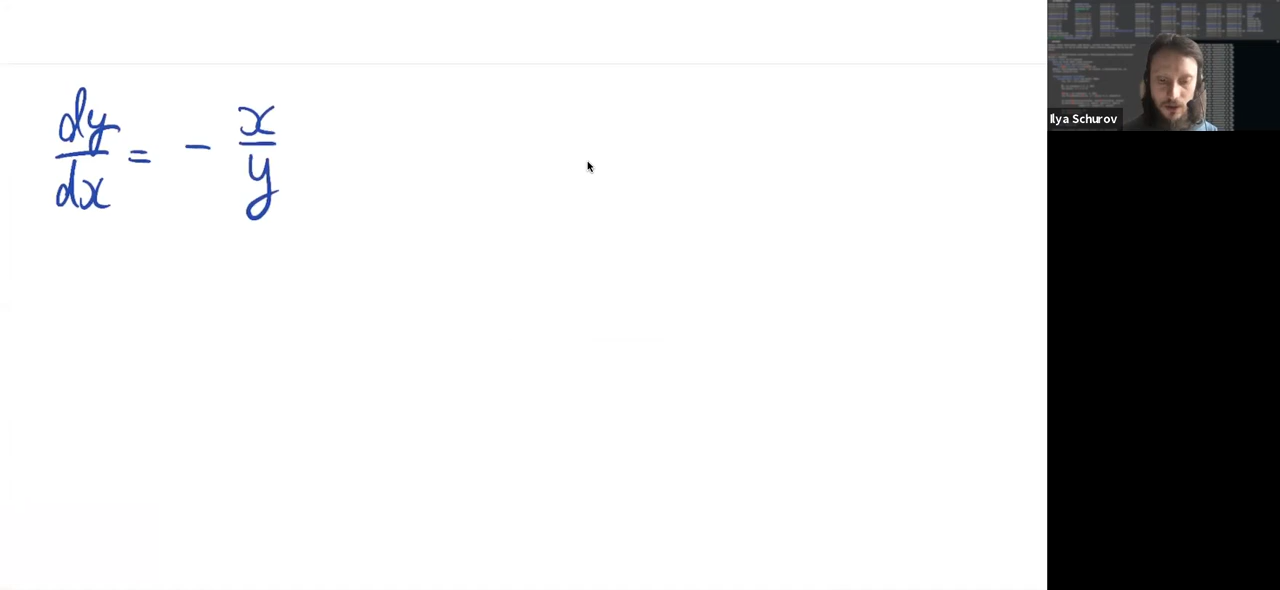 dy/dx = - x/y
Ilya Schurov